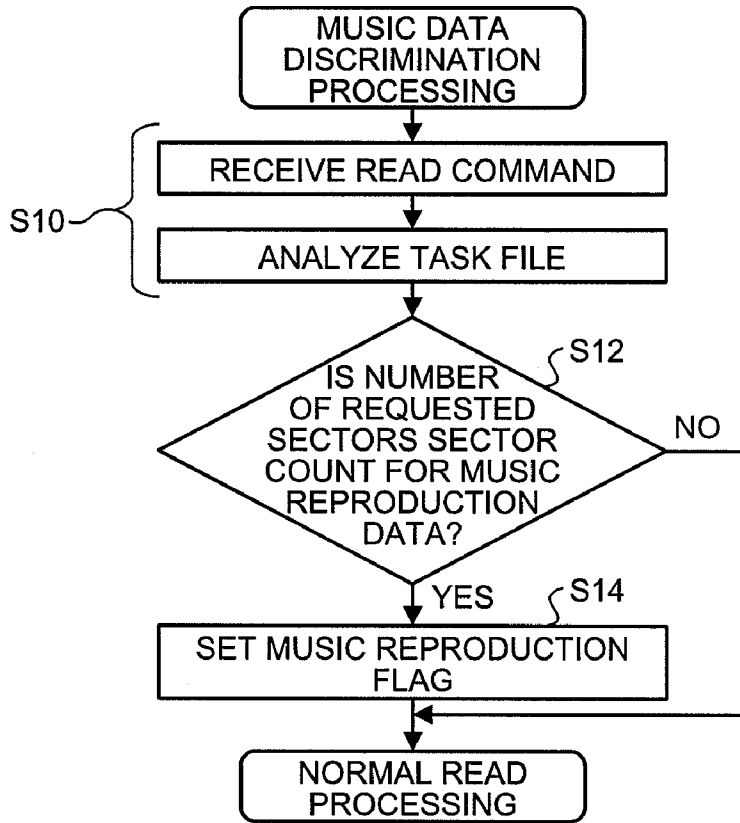 MUSIC DATA
DISCRIMINATION
PROCESSING
RECEIVE READ COMMAND
S10
ANALYZE TASK FILE
S12
IS NUMBER
OF REQUESTED
SECTORS SECTOR
COUNT FOR MUSIC
REPRODUCTION
DATA?
NO
YES
S14
SET MUSIC REPRODUCTION
FLAG
NORMAL READ
PROCESSING